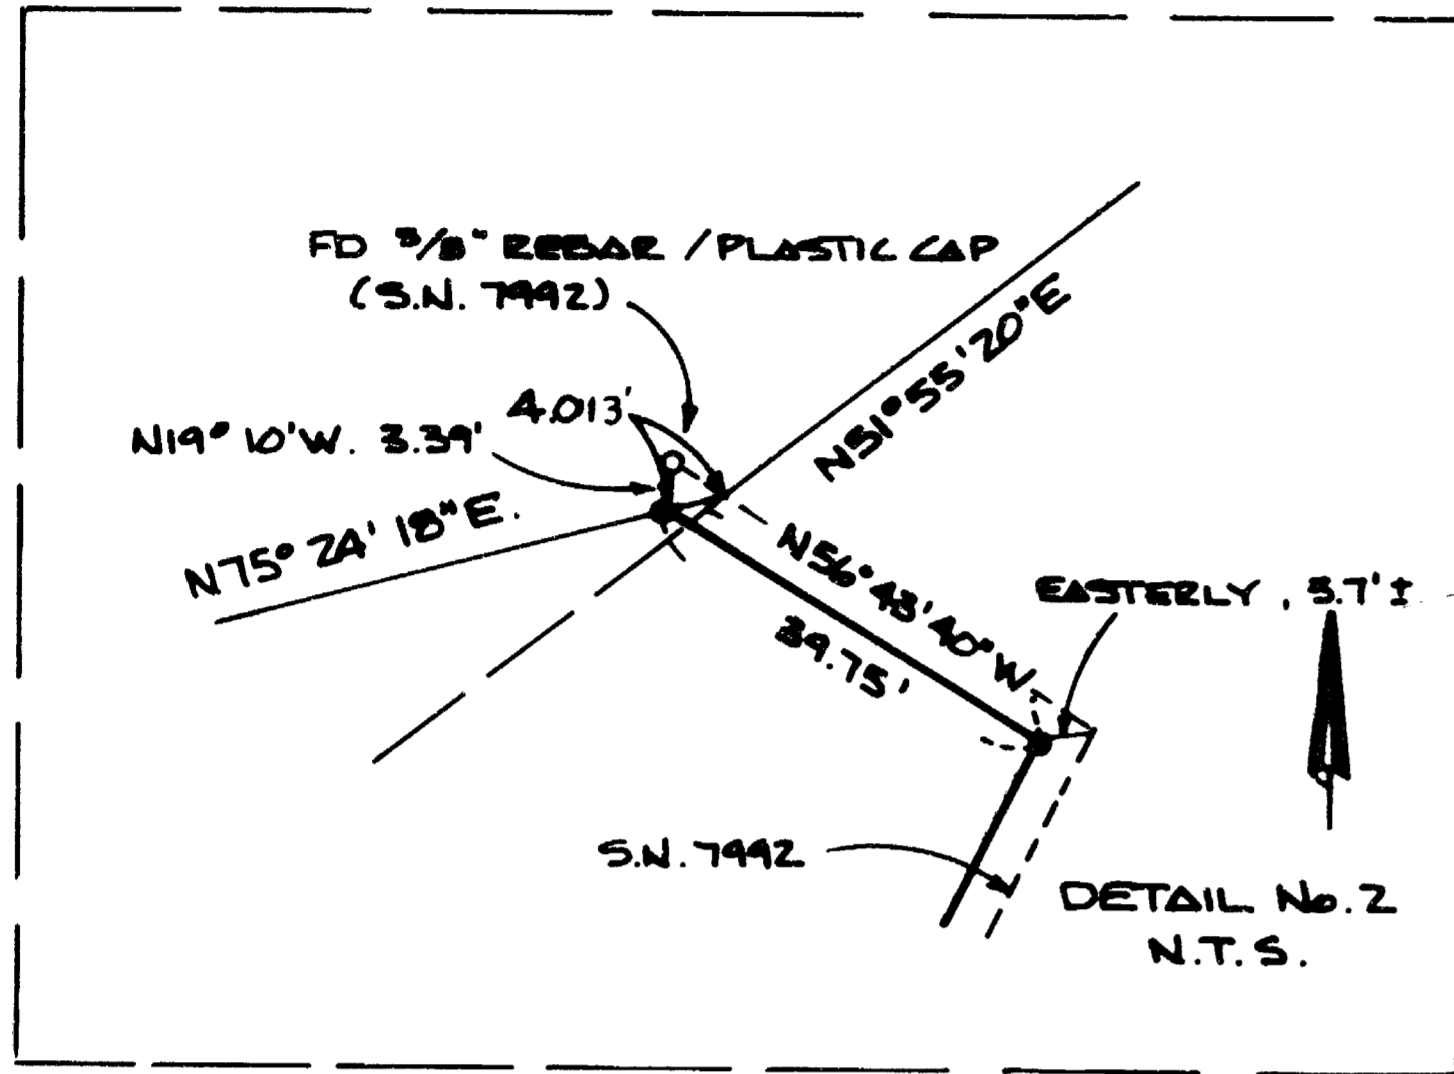 FD 5/8" REBAR / PLASTIC CAP
(S.N. 7992)
4.013'
N19° 10' W. 3.39'
N51° 55' 20" E
N75° 24' 18" E.
N56° 43' 40" W
39.75'
EASTERLY, 3.7' ±
S.N. 7992
DETAIL No. 2
N.T.S.